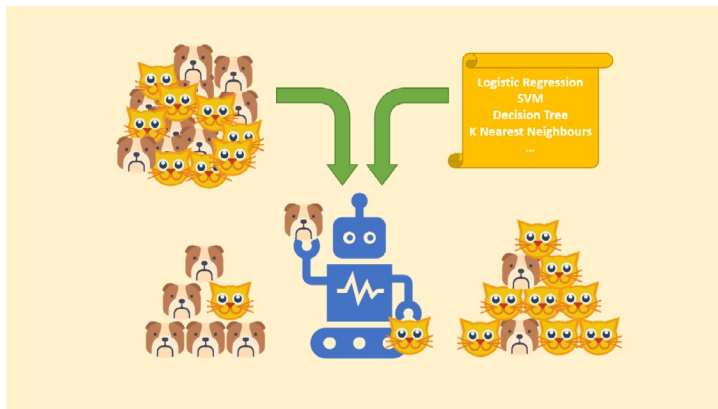 Logistic Regression
SVM
Decision Tree
K Nearest Neighbours
...